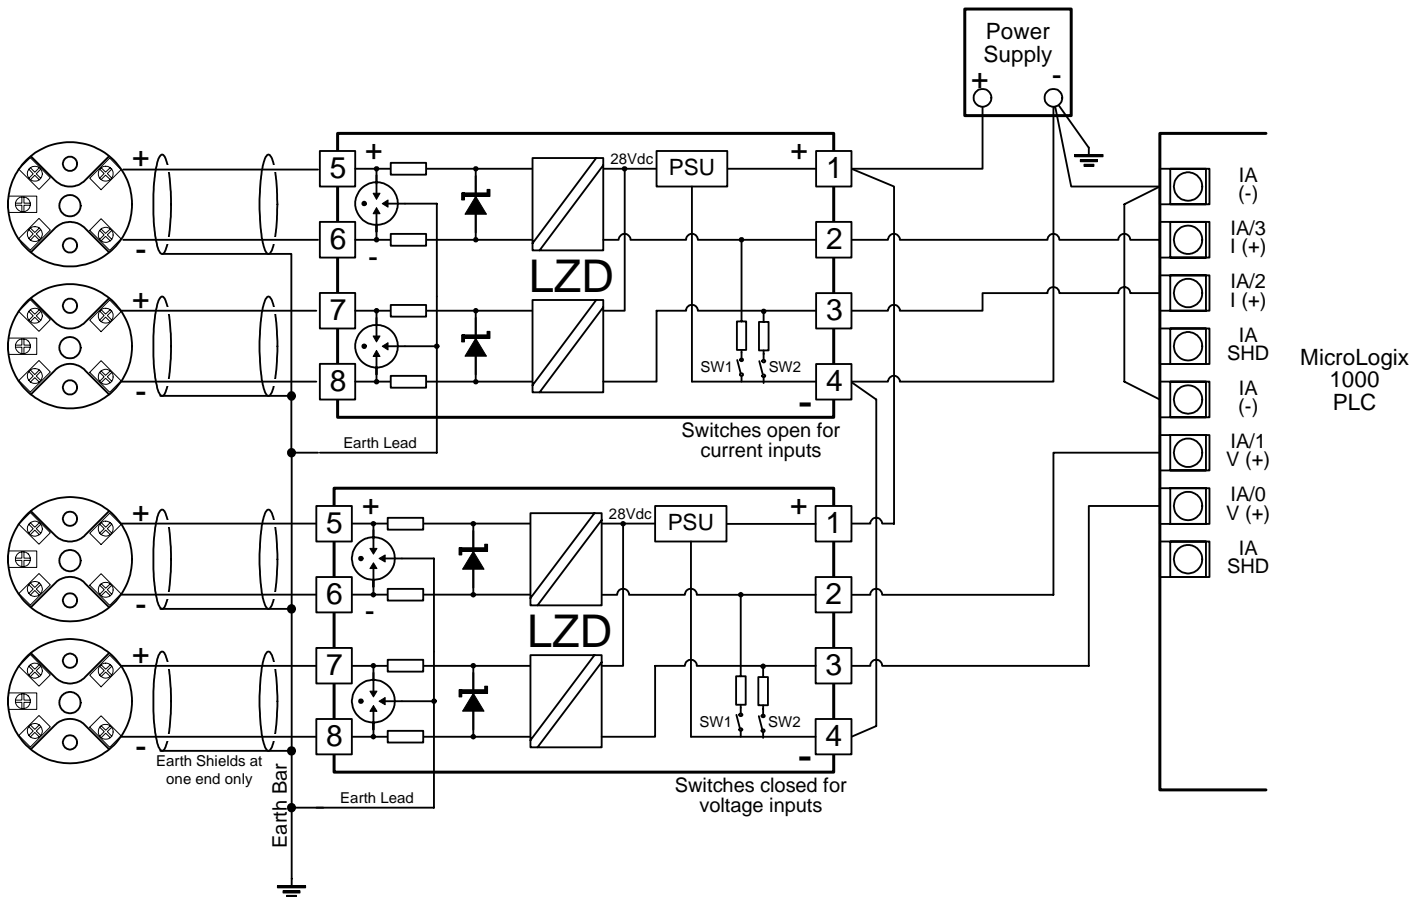 Power
Supply
+
-
+
-
5
6
+
-
28Vdc
PSU
+
1
2
LZD
+
-
7
8
SW1
SW2
3
4
-
Switches open for
current inputs
Earth Lead
IA
(-)
IA/3
I (+)
IA/2
I (+)
IA
SHD
IA
(-)
IA/1
V (+)
IA/0
V (+)
IA
SHD
MicroLogix
1000
PLC
+
-
5
6
+
-
28Vdc
PSU
+
1
2
LZD
+
-
7
8
SW1
SW2
3
4
-
Earth Shields at
one end only
Earth Bar
Earth Lead
Switches closed for
voltage inputs